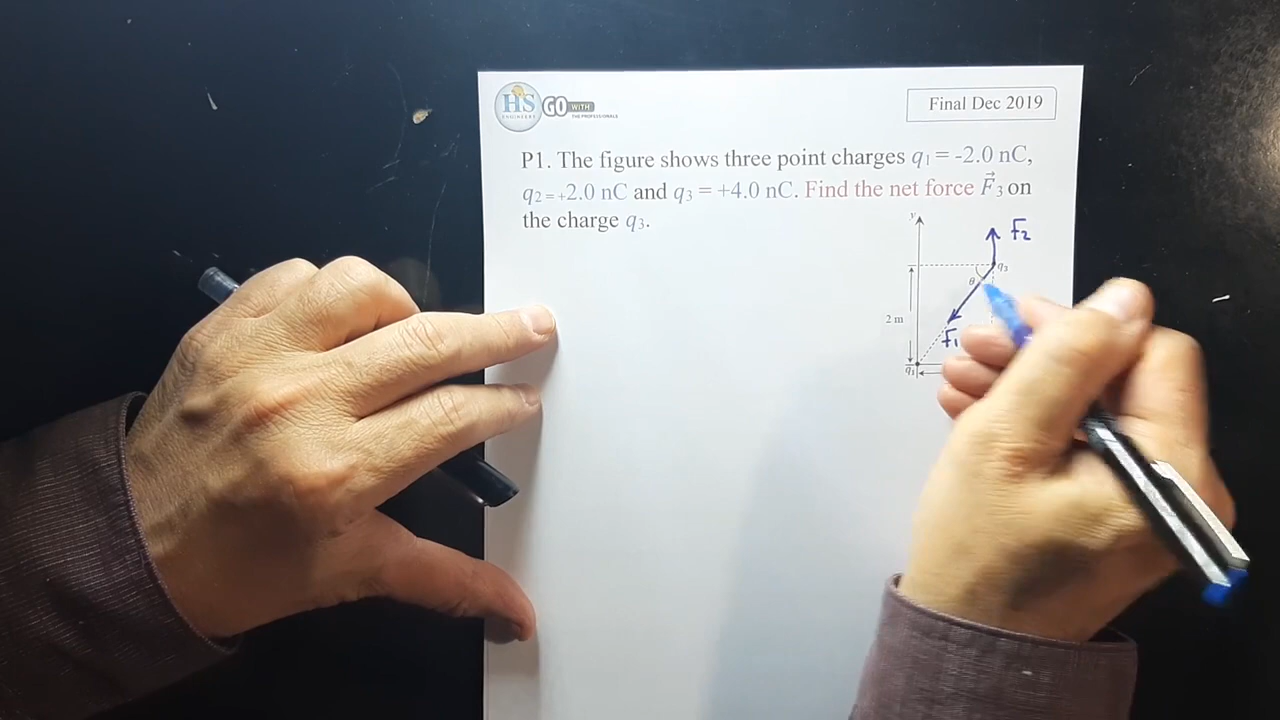 HS
ENGINEERS
GO WITH
THE PROFESSIONALS
Final Dec 2019
P1. The figure shows three point charges q1 = -2.0 nC,
q2 = +2.0 nC and q3 = +4.0 nC. Find the net force F⃗3 on
the charge q3.
y
F2
q3
θ
2 m
F1
q1